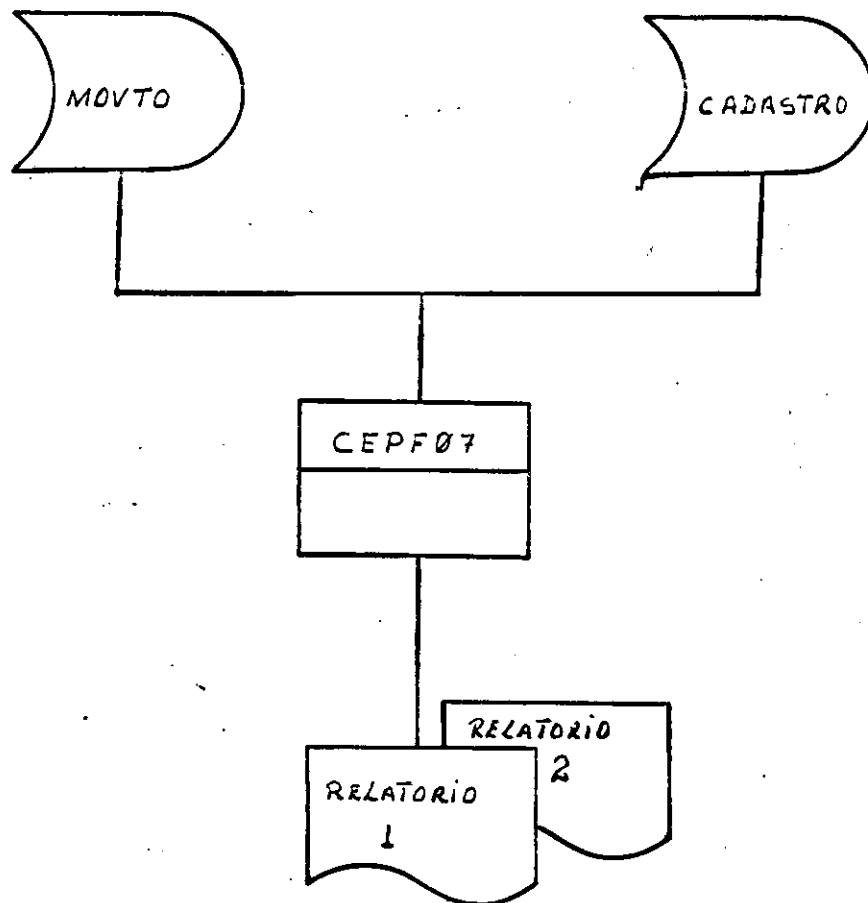 MOVTO
CADASTRO
CEPFØ7
RELATORiO
2
RELATORiO
1